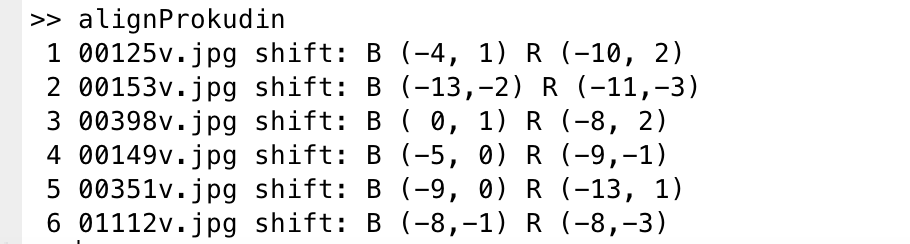 >> alignProkudin
1 00125v.jpg shift: B (-4, 1) R (-10, 2)
2 00153v.jpg shift: B (-13,-2) R (-11,-3)
3 00398v.jpg shift: B ( 0, 1) R (-8, 2)
4 00149v.jpg shift: B (-5, 0) R (-9,-1)
5 00351v.jpg shift: B (-9, 0) R (-13, 1)
6 01112v.jpg shift: B (-8,-1) R (-8,-3)